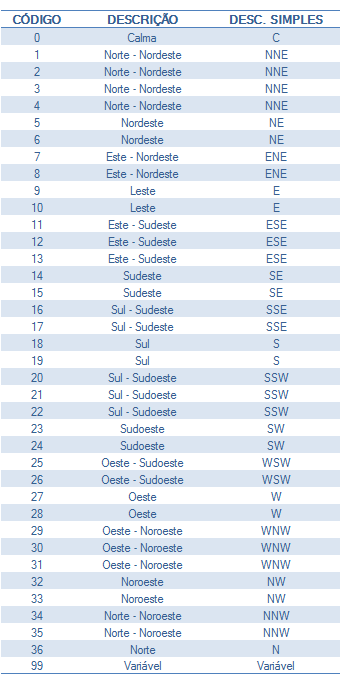 CÓDIGO DESCRIÇÃO DESC. SIMPLES
0 Calma C
1 Norte - Nordeste NNE
2 Norte - Nordeste NNE
3 Norte - Nordeste NNE
4 Norte - Nordeste NNE
5 Nordeste NE
6 Nordeste NE
7 Este - Nordeste ENE
8 Este - Nordeste ENE
9 Leste E
10 Leste E
11 Este - Sudeste ESE
12 Este - Sudeste ESE
13 Este - Sudeste ESE
14 Sudeste SE
15 Sudeste SE
16 Sul - Sudeste SSE
17 Sul - Sudeste SSE
18 Sul S
19 Sul S
20 Sul - Sudoeste SSW
21 Sul - Sudoeste SSW
22 Sul - Sudoeste SSW
23 Sudoeste SW
24 Sudoeste SW
25 Oeste - Sudoeste WSW
26 Oeste - Sudoeste WSW
27 Oeste W
28 Oeste W
29 Oeste - Noroeste WNW
30 Oeste - Noroeste WNW
31 Oeste - Noroeste WNW
32 Noroeste NW
33 Noroeste NW
34 Norte - Noroeste NNW
35 Norte - Noroeste NNW
36 Norte N
99 Variável Variável